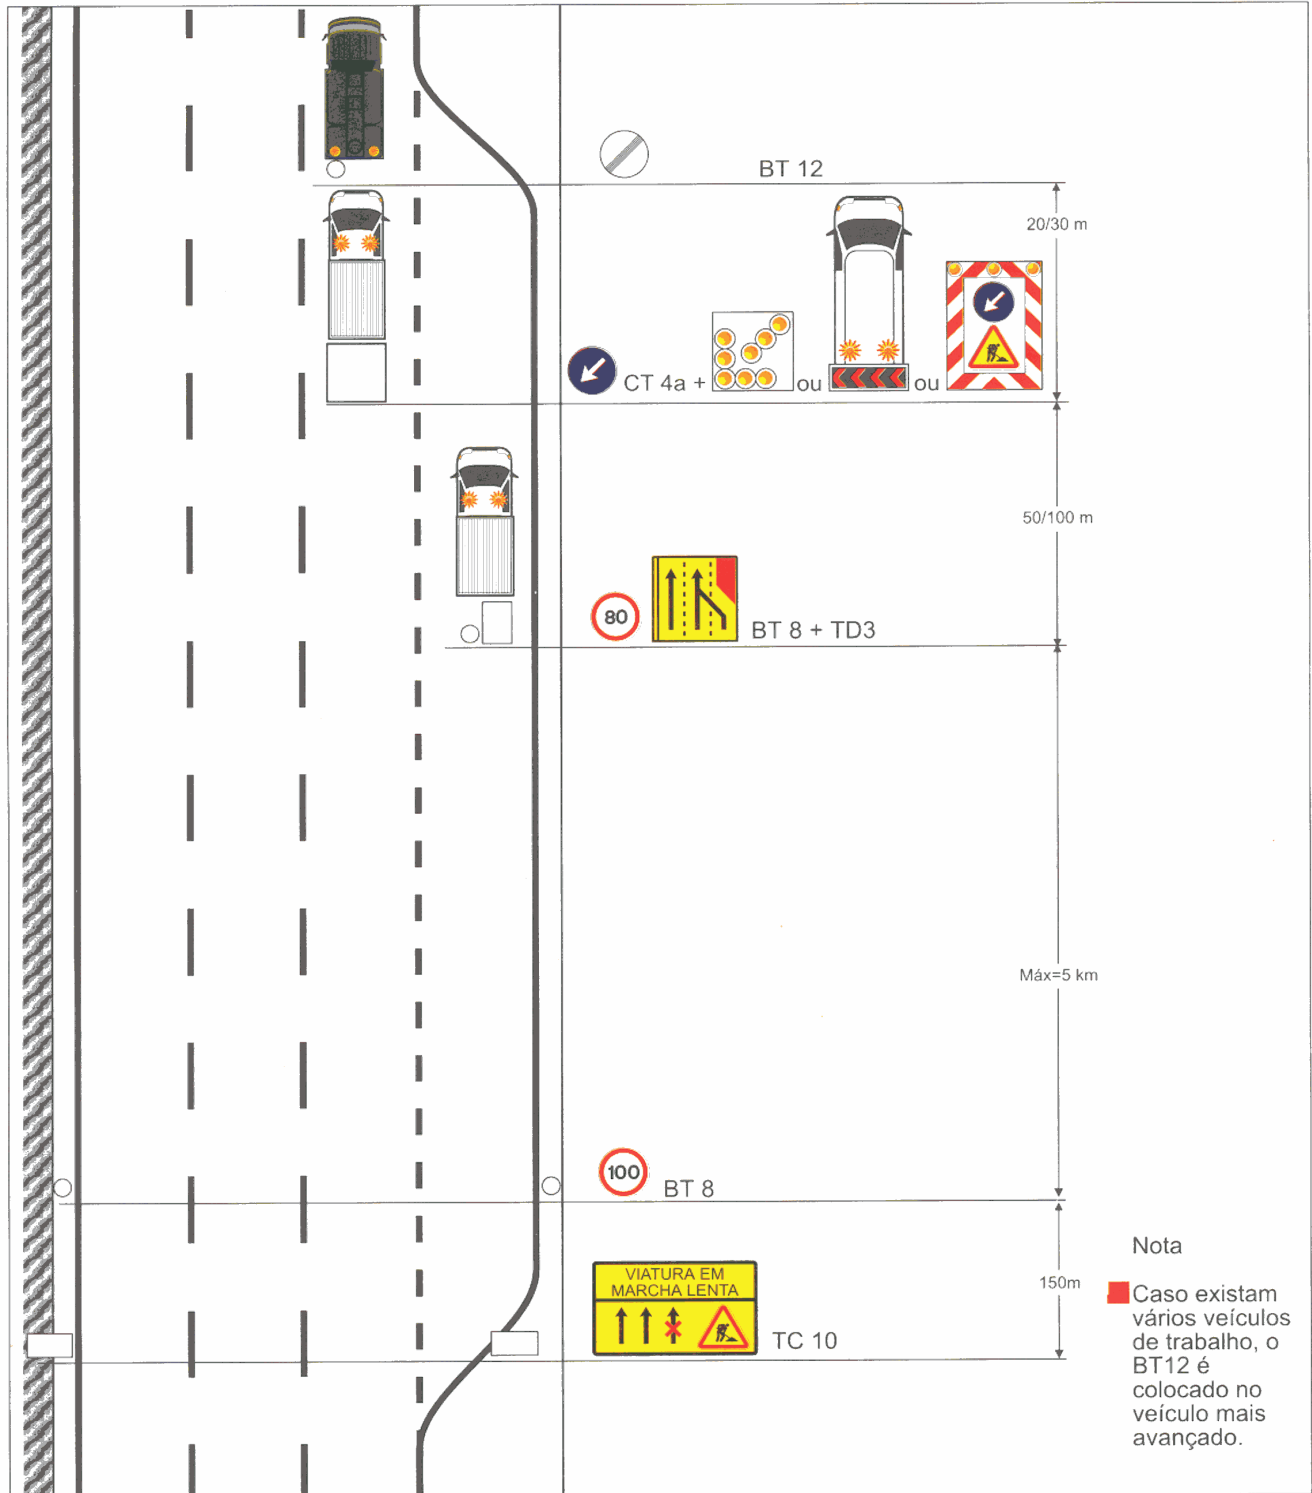 BT 12
20/30 m
CT 4a + ou ou
50/100 m
80
BT 8 + TD3
Máx=5 km
100
BT 8
150m
VIATURA EM
MARCHA LENTA
TC 10
Nota
Caso existam
vários veículos
de trabalho, o
BT12 é
colocado no
veículo mais
avançado.